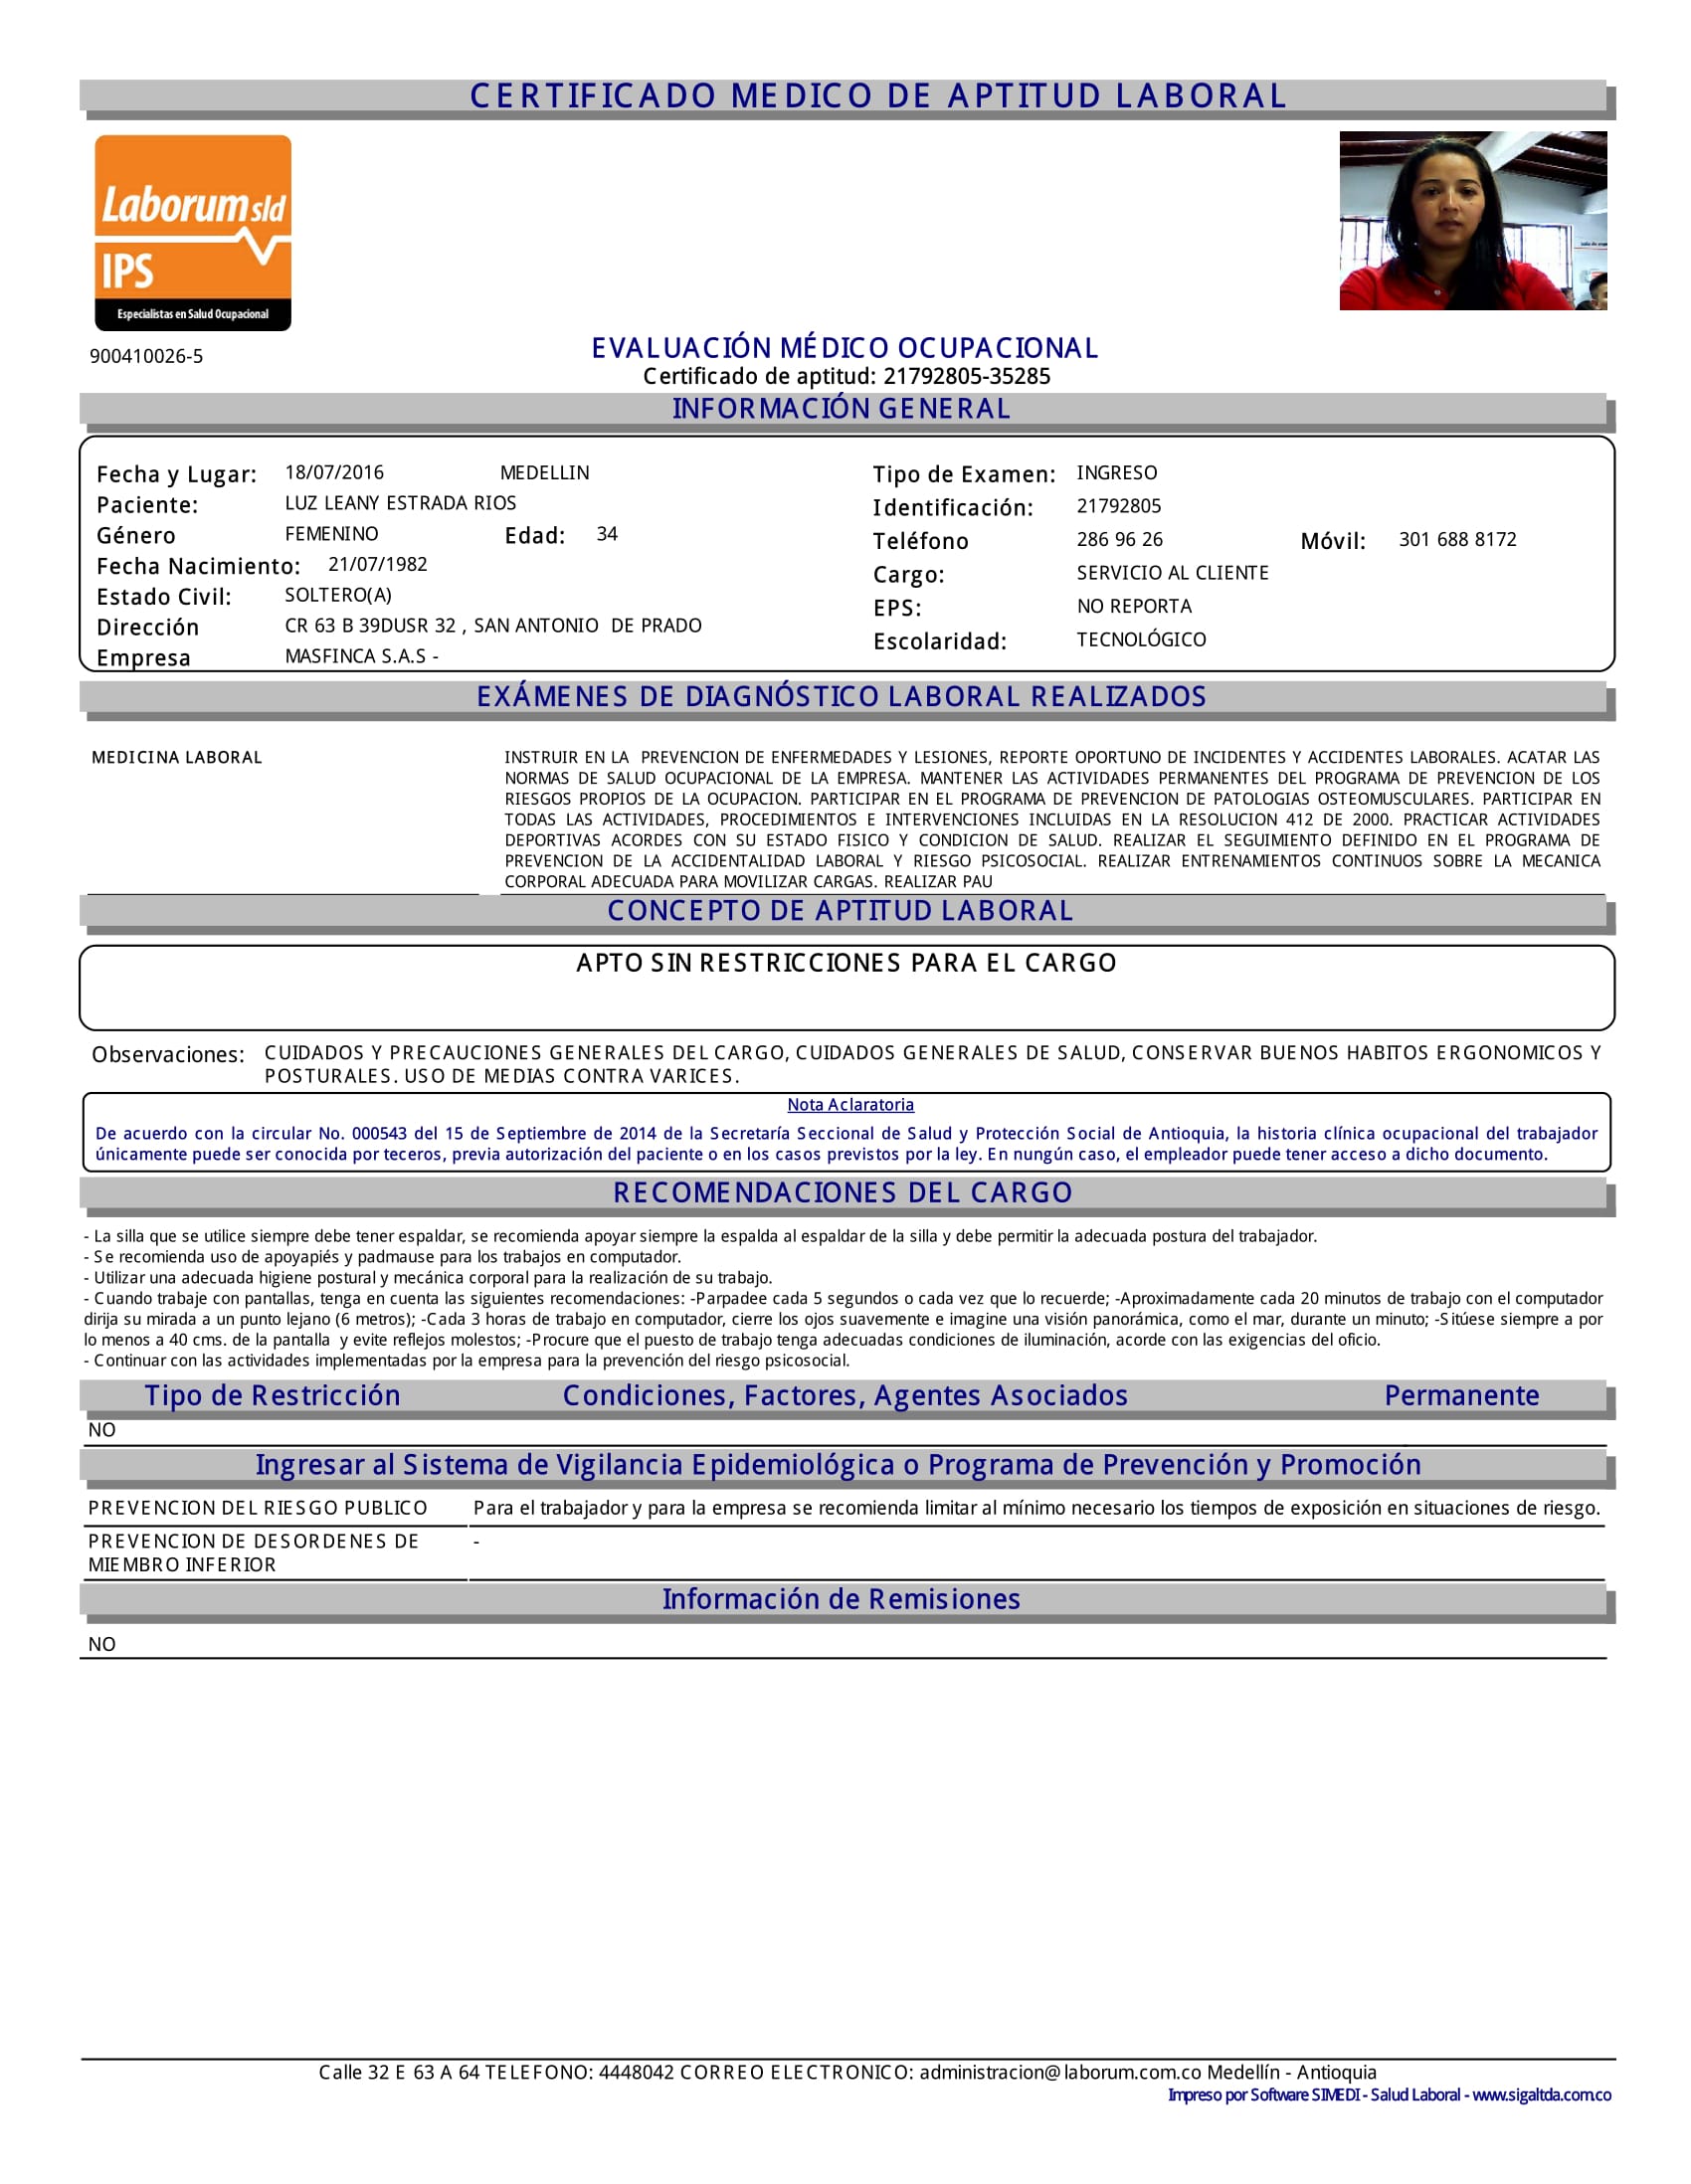 CERTIFICADO MEDICO DE APTITUD LABORAL
Laborum sld
IPS
Especialistas en Salud Ocupacional
900410026-5
EVALUACIÓN MÉDICO OCUPACIONAL
Certificado de aptitud: 21792805-35285
INFORMACIÓN GENERAL
Fecha y Lugar: 18/07/2016 MEDELLIN
Paciente: LUZ LEANY ESTRADA RIOS
Género FEMENINO Edad: 34
Fecha Nacimiento: 21/07/1982
Estado Civil: SOLTERO(A)
Dirección CR 63 B 39DUSR 32 , SAN ANTONIO DE PRADO
Empresa MASFINCA S.A.S -
Tipo de Examen: INGRESO
Identificación: 21792805
Teléfono 286 96 26 Móvil: 301 688 8172
Cargo: SERVICIO AL CLIENTE
EPS: NO REPORTA
Escolaridad: TECNOLÓGICO
EXÁMENES DE DIAGNÓSTICO LABORAL REALIZADOS
MEDICINA LABORAL
INSTRUIR EN LA PREVENCION DE ENFERMEDADES Y LESIONES, REPORTE OPORTUNO DE INCIDENTES Y ACCIDENTES LABORALES. ACATAR LAS
NORMAS DE SALUD OCUPACIONAL DE LA EMPRESA. MANTENER LAS ACTIVIDADES PERMANENTES DEL PROGRAMA DE PREVENCION DE LOS
RIESGOS PROPIOS DE LA OCUPACION. PARTICIPAR EN EL PROGRAMA DE PREVENCION DE PATOLOGIAS OSTEOMUSCULARES. PARTICIPAR EN
TODAS LAS ACTIVIDADES, PROCEDIMIENTOS E INTERVENCIONES INCLUIDAS EN LA RESOLUCION 412 DE 2000. PRACTICAR ACTIVIDADES
DEPORTIVAS ACORDES CON SU ESTADO FISICO Y CONDICION DE SALUD. REALIZAR EL SEGUIMIENTO DEFINIDO EN EL PROGRAMA DE
PREVENCION DE LA ACCIDENTALIDAD LABORAL Y RIESGO PSICOSOCIAL. REALIZAR ENTRENAMIENTOS CONTINUOS SOBRE LA MECANICA
CORPORAL ADECUADA PARA MOVILIZAR CARGAS. REALIZAR PAU
CONCEPTO DE APTITUD LABORAL
APTO SIN RESTRICCIONES PARA EL CARGO
Observaciones: CUIDADOS Y PRECAUCIONES GENERALES DEL CARGO, CUIDADOS GENERALES DE SALUD, CONSERVAR BUENOS HABITOS ERGONOMICOS Y
POSTURALES. USO DE MEDIAS CONTRA VARICES.
Nota Aclaratoria
De acuerdo con la circular No. 000543 del 15 de Septiembre de 2014 de la Secretaría Seccional de Salud y Protección Social de Antioquia, la historia clínica ocupacional del trabajador
únicamente puede ser conocida por teceros, previa autorización del paciente o en los casos previstos por la ley. En nungún caso, el empleador puede tener acceso a dicho documento.
RECOMENDACIONES DEL CARGO
- La silla que se utilice siempre debe tener espaldar, se recomienda apoyar siempre la espalda al espaldar de la silla y debe permitir la adecuada postura del trabajador.
- Se recomienda uso de apoyapiés y padmause para los trabajos en computador.
- Utilizar una adecuada higiene postural y mecánica corporal para la realización de su trabajo.
- Cuando trabaje con pantallas, tenga en cuenta las siguientes recomendaciones: -Parpadee cada 5 segundos o cada vez que lo recuerde; -Aproximadamente cada 20 minutos de trabajo con el computador
dirija su mirada a un punto lejano (6 metros); -Cada 3 horas de trabajo en computador, cierre los ojos suavemente e imagine una visión panorámica, como el mar, durante un minuto; -Sitúese siempre a por
lo menos a 40 cms. de la pantalla y evite reflejos molestos; -Procure que el puesto de trabajo tenga adecuadas condiciones de iluminación, acorde con las exigencias del oficio.
- Continuar con las actividades implementadas por la empresa para la prevención del riesgo psicosocial.
Tipo de Restricción Condiciones, Factores, Agentes Asociados Permanente
NO
Ingresar al Sistema de Vigilancia Epidemiológica o Programa de Prevención y Promoción
PREVENCION DEL RIESGO PUBLICO Para el trabajador y para la empresa se recomienda limitar al mínimo necesario los tiempos de exposición en situaciones de riesgo.
PREVENCION DE DESORDENES DE -
MIEMBRO INFERIOR
Información de Remisiones
NO
Calle 32 E 63 A 64 TELEFONO: 4448042 CORREO ELECTRONICO: administracion@laborum.com.co Medellín - Antioquia
Impreso por Software SIMEDI - Salud Laboral - www.sigaltda.com.co